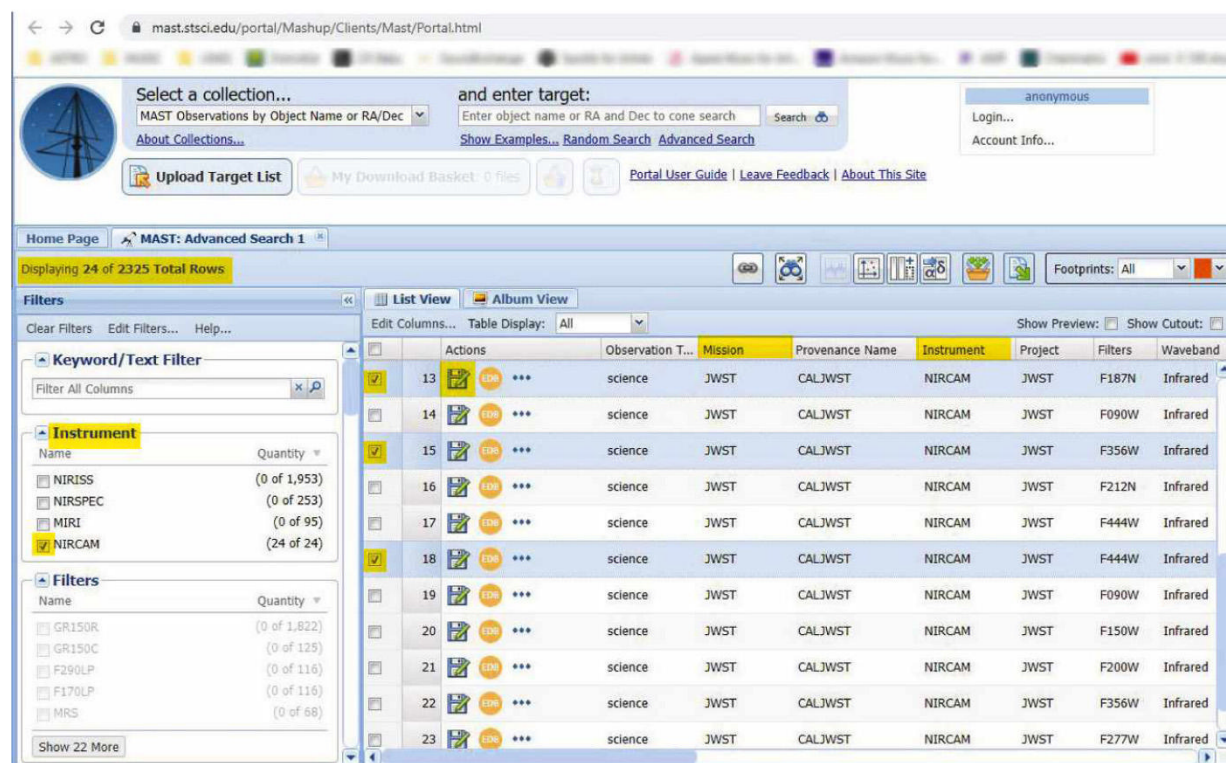 mast.stsci.edu/portal/Mashup/Clients/Mast/Portal.html
Select a collection... and enter target: anonymous
MAST Observations by Object Name or RA/Dec Enter object name or RA and Dec to cone search Search Login...
About Collections... Show Examples... Random Search Advanced Search Account Info...
Upload Target List My Download Basket: 0 files Portal User Guide | Leave Feedback | About This Site
Home Page MAST: Advanced Search 1
Displaying 24 of 2325 Total Rows Footprints: All
Filters List View Album View
Clear Filters Edit Filters... Help... Edit Columns... Table Display: All Show Preview: Show Cutout:
Keyword/Text Filter Actions Observation T... Mission Provenance Name Instrument Project Filters Waveband
Filter All Columns 13 EDB science JWST CALJWST NIRCAM JWST F187N Infrared
14 EDB science JWST CALJWST NIRCAM JWST F090W Infrared
Instrument
Name Quantity 15 EDB science JWST CALJWST NIRCAM JWST F356W Infrared
NIRISS (0 of 1,953)
NIRSPEC (0 of 253) 16 EDB science JWST CALJWST NIRCAM JWST F212N Infrared
MIRI (0 of 95) 17 EDB science JWST CALJWST NIRCAM JWST F444W Infrared
NIRCAM (24 of 24)
18 EDB science JWST CALJWST NIRCAM JWST F444W Infrared
Filters
Name Quantity 19 EDB science JWST CALJWST NIRCAM JWST F090W Infrared
GR150R (0 of 1,822) 20 EDB science JWST CALJWST NIRCAM JWST F150W Infrared
GR150C (0 of 125)
F290LP (0 of 116) 21 EDB science JWST CALJWST NIRCAM JWST F200W Infrared
F170LP (0 of 116)
MRS (0 of 68) 22 EDB science JWST CALJWST NIRCAM JWST F356W Infrared
Show 22 More 23 EDB science JWST CALJWST NIRCAM JWST F277W Infrared